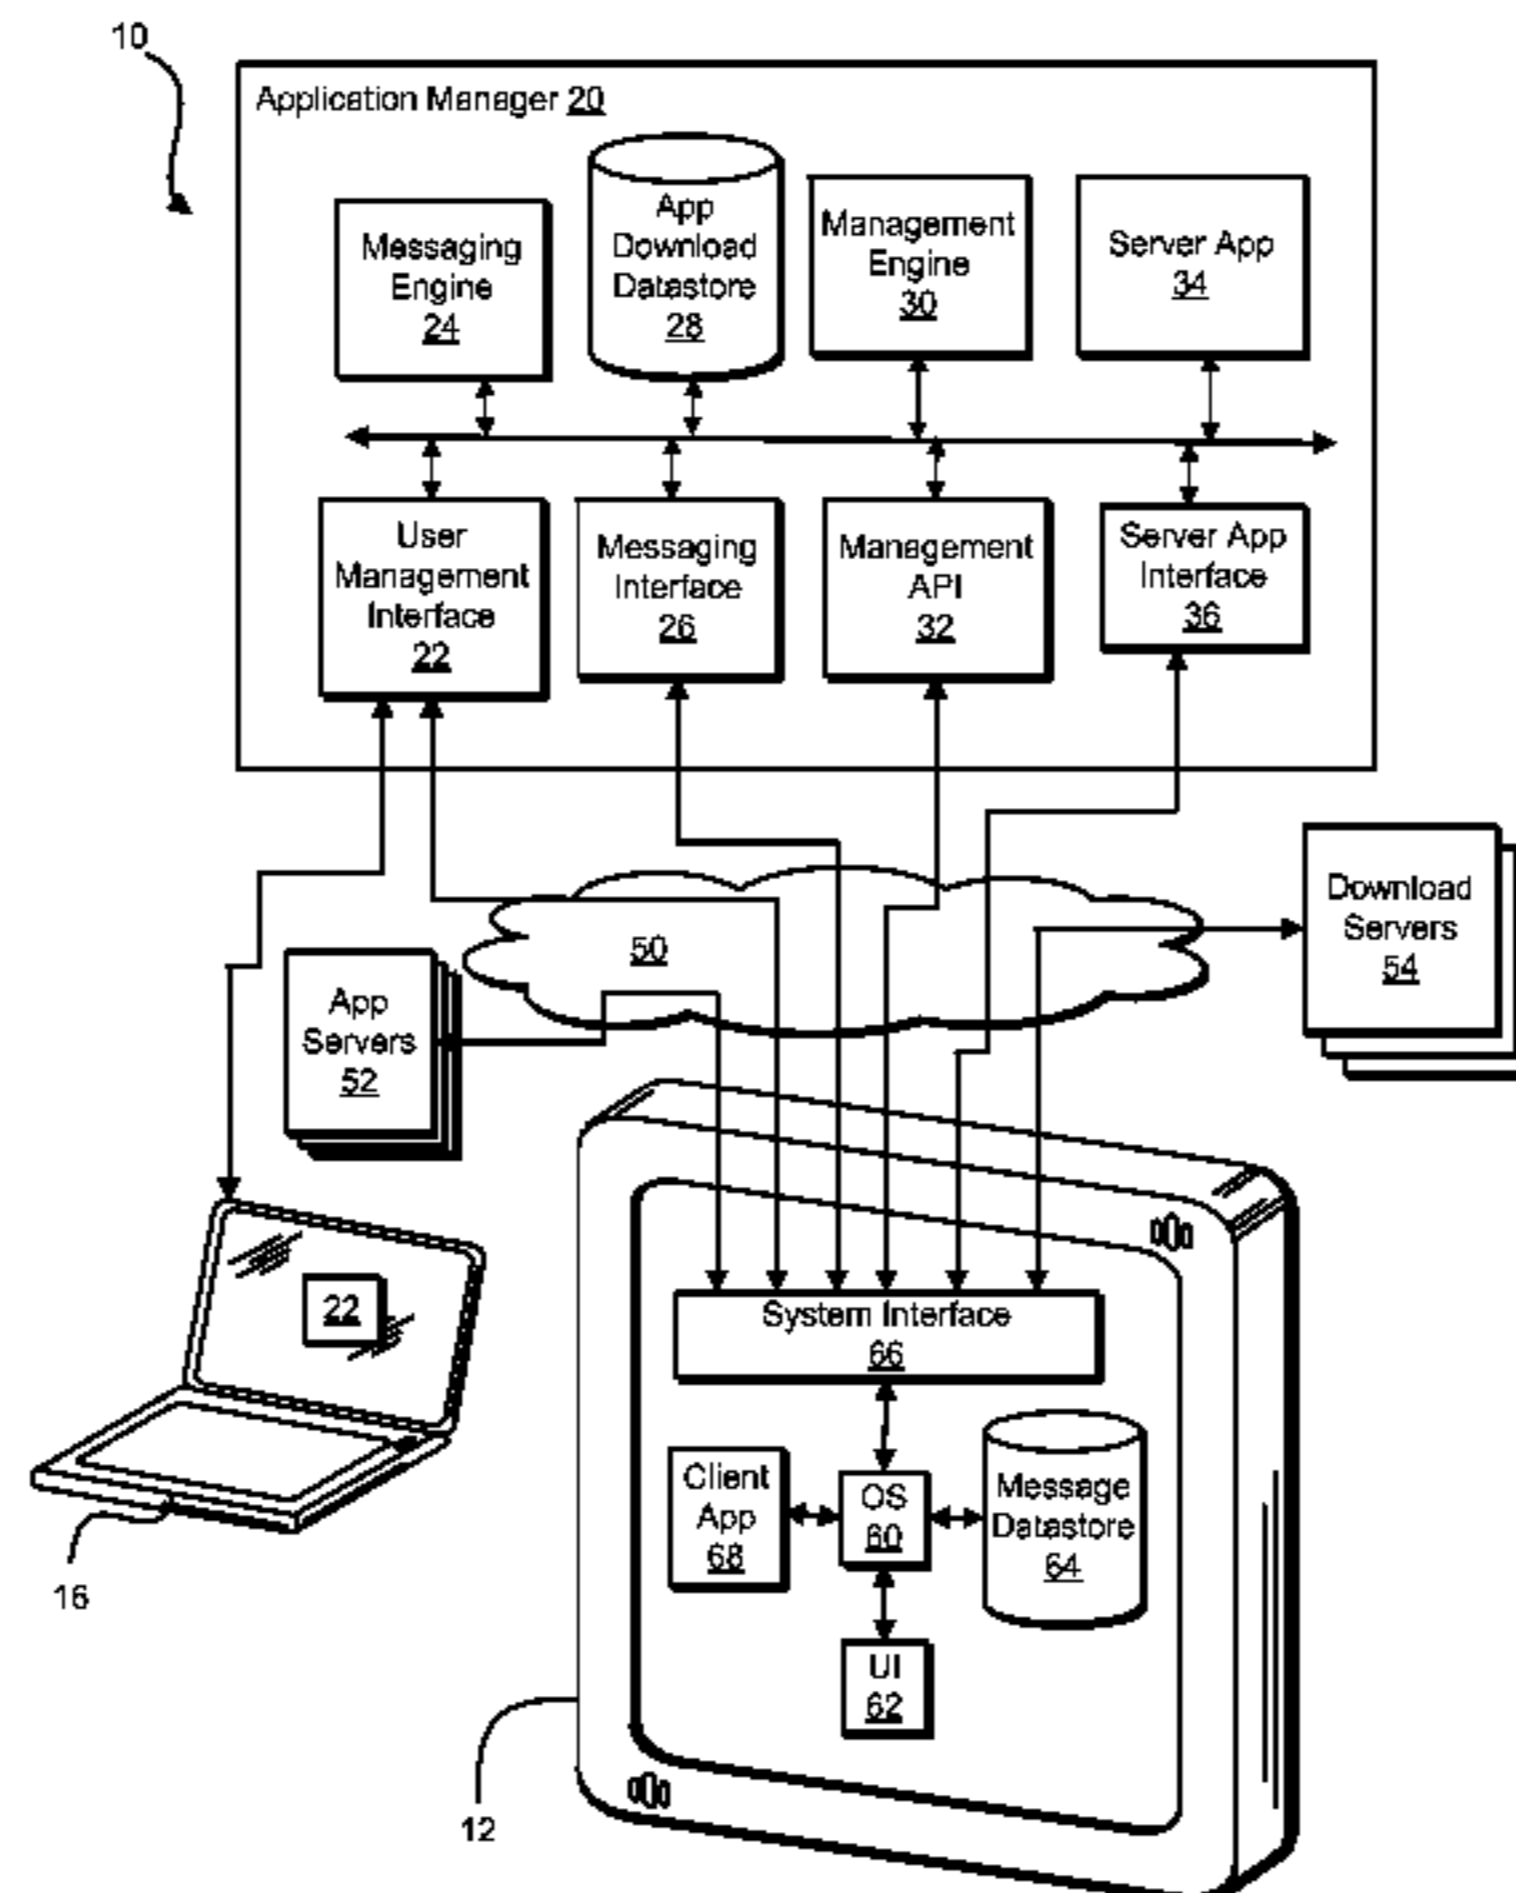 10
Application Manager 20
Messaging
Engine
24
App
Download
Datastore
28
Management
Engine
30
Server App
34
User
Management
Interface
22
Messaging
Interface
26
Management
API
32
Server App
Interface
36
50
Download
Servers
54
App
Servers
52
22
16
System Interface
66
Client
App
68
OS
60
Message
Datastore
64
UI
62
12